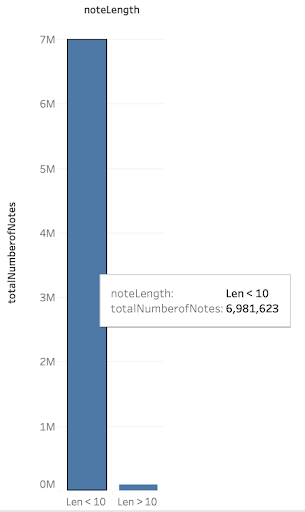 noteLength
7M
6M
5M
4M
3M
2M
1M
0M
totalNumberofNotes
noteLength: Len < 10
totalNumberofNotes: 6,981,623
Len < 10 Len > 10